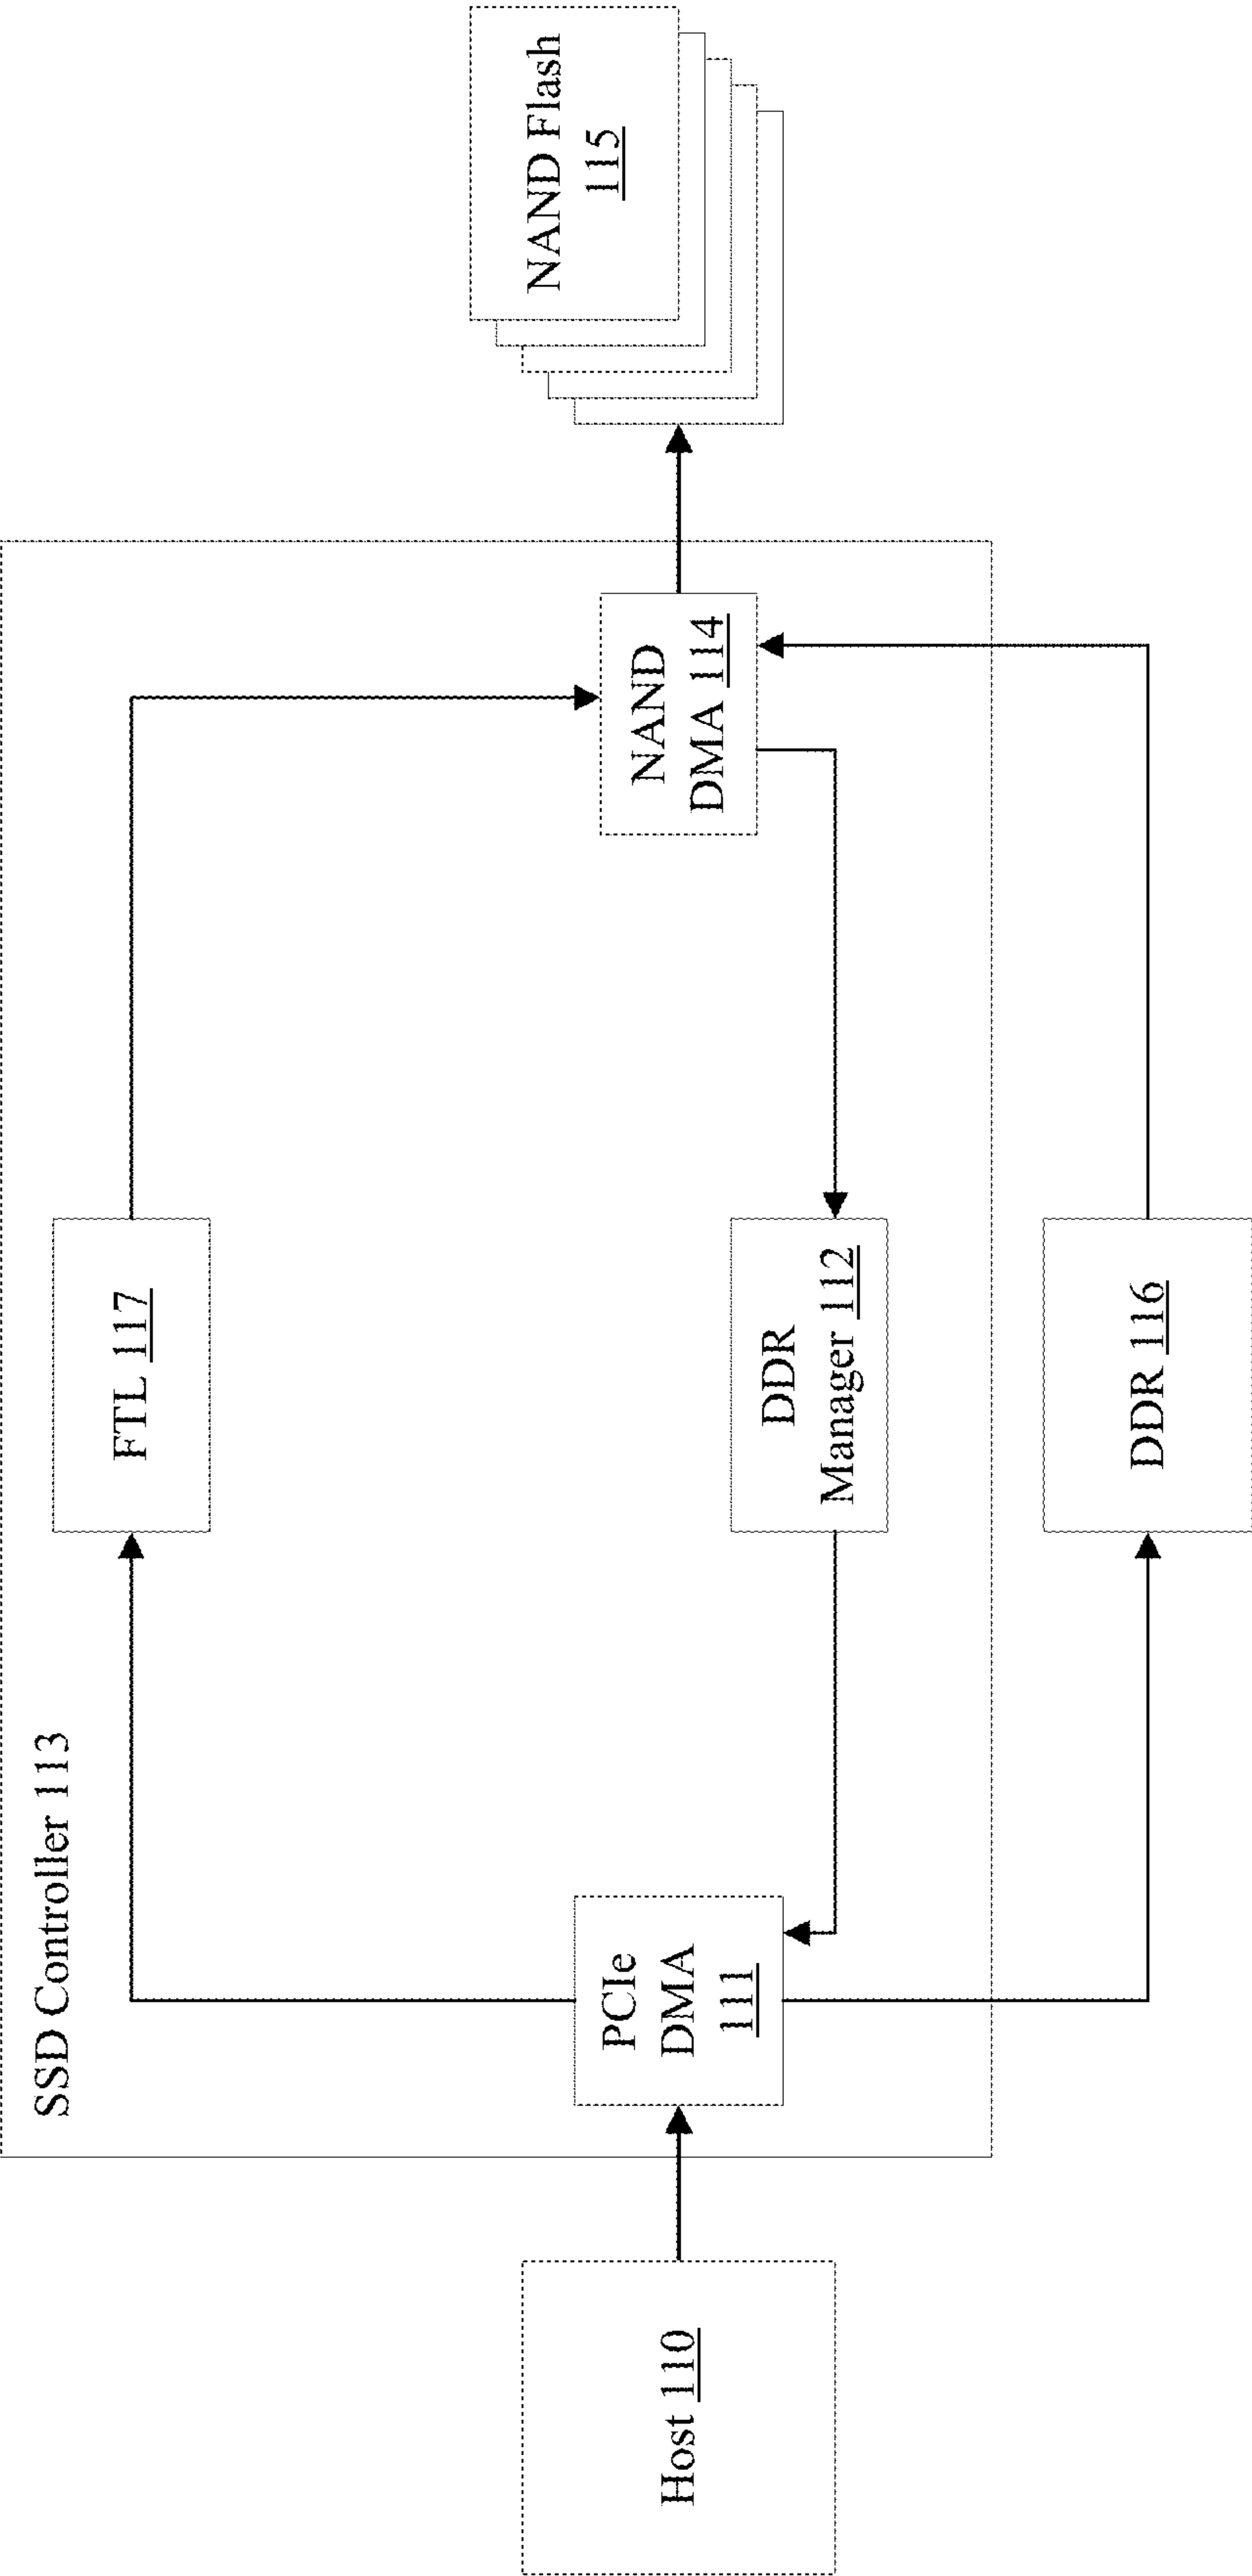 SSD Controller 113
FTL 117
NAND Flash
115
Host 110
PCIe
DMA
111
NAND
DMA 114
DDR
Manager 112
DDR 116